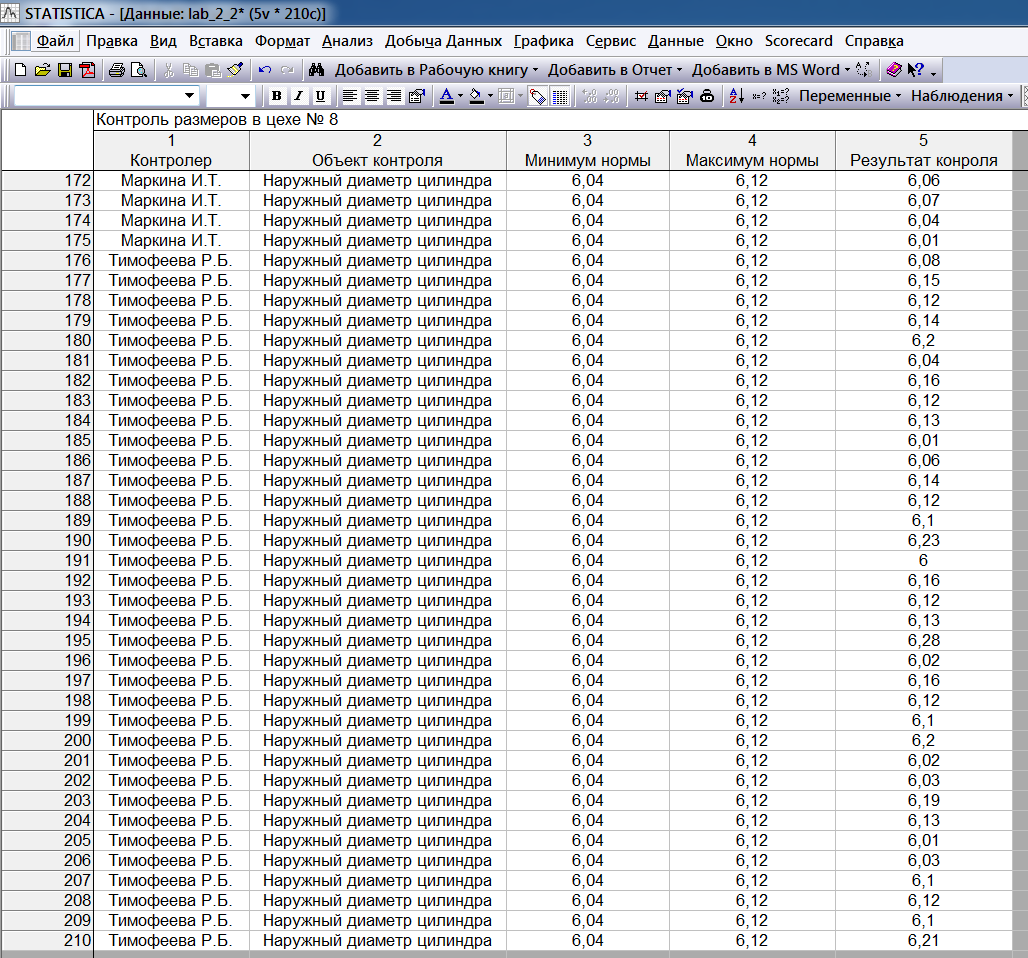 STATISTICA - [Данные: lab_2_2* (5v * 210c)]
Файл Правка Вид Вставка Формат Анализ Добыча Данных Графика Сервис Данные Окно Scorecard Справка
Добавить в Рабочую книгу Добавить в Отчет Добавить в MS Word
B I U Переменные Наблюдения
Контроль размеров в цехе № 8
1 2 3 4 5
Контролер Объект контроля Минимум нормы Максимум нормы Результат конроля
172 Маркина И.Т. Наружный диаметр цилиндра 6,04 6,12 6,06
173 Маркина И.Т. Наружный диаметр цилиндра 6,04 6,12 6,07
174 Маркина И.Т. Наружный диаметр цилиндра 6,04 6,12 6,04
175 Маркина И.Т. Наружный диаметр цилиндра 6,04 6,12 6,01
176 Тимофеева Р.Б. Наружный диаметр цилиндра 6,04 6,12 6,08
177 Тимофеева Р.Б. Наружный диаметр цилиндра 6,04 6,12 6,15
178 Тимофеева Р.Б. Наружный диаметр цилиндра 6,04 6,12 6,12
179 Тимофеева Р.Б. Наружный диаметр цилиндра 6,04 6,12 6,14
180 Тимофеева Р.Б. Наружный диаметр цилиндра 6,04 6,12 6,2
181 Тимофеева Р.Б. Наружный диаметр цилиндра 6,04 6,12 6,04
182 Тимофеева Р.Б. Наружный диаметр цилиндра 6,04 6,12 6,16
183 Тимофеева Р.Б. Наружный диаметр цилиндра 6,04 6,12 6,12
184 Тимофеева Р.Б. Наружный диаметр цилиндра 6,04 6,12 6,13
185 Тимофеева Р.Б. Наружный диаметр цилиндра 6,04 6,12 6,01
186 Тимофеева Р.Б. Наружный диаметр цилиндра 6,04 6,12 6,06
187 Тимофеева Р.Б. Наружный диаметр цилиндра 6,04 6,12 6,14
188 Тимофеева Р.Б. Наружный диаметр цилиндра 6,04 6,12 6,12
189 Тимофеева Р.Б. Наружный диаметр цилиндра 6,04 6,12 6,1
190 Тимофеева Р.Б. Наружный диаметр цилиндра 6,04 6,12 6,23
191 Тимофеева Р.Б. Наружный диаметр цилиндра 6,04 6,12 6
192 Тимофеева Р.Б. Наружный диаметр цилиндра 6,04 6,12 6,16
193 Тимофеева Р.Б. Наружный диаметр цилиндра 6,04 6,12 6,12
194 Тимофеева Р.Б. Наружный диаметр цилиндра 6,04 6,12 6,13
195 Тимофеева Р.Б. Наружный диаметр цилиндра 6,04 6,12 6,28
196 Тимофеева Р.Б. Наружный диаметр цилиндра 6,04 6,12 6,02
197 Тимофеева Р.Б. Наружный диаметр цилиндра 6,04 6,12 6,16
198 Тимофеева Р.Б. Наружный диаметр цилиндра 6,04 6,12 6,12
199 Тимофеева Р.Б. Наружный диаметр цилиндра 6,04 6,12 6,1
200 Тимофеева Р.Б. Наружный диаметр цилиндра 6,04 6,12 6,2
201 Тимофеева Р.Б. Наружный диаметр цилиндра 6,04 6,12 6,02
202 Тимофеева Р.Б. Наружный диаметр цилиндра 6,04 6,12 6,03
203 Тимофеева Р.Б. Наружный диаметр цилиндра 6,04 6,12 6,19
204 Тимофеева Р.Б. Наружный диаметр цилиндра 6,04 6,12 6,13
205 Тимофеева Р.Б. Наружный диаметр цилиндра 6,04 6,12 6,01
206 Тимофеева Р.Б. Наружный диаметр цилиндра 6,04 6,12 6,03
207 Тимофеева Р.Б. Наружный диаметр цилиндра 6,04 6,12 6,1
208 Тимофеева Р.Б. Наружный диаметр цилиндра 6,04 6,12 6,12
209 Тимофеева Р.Б. Наружный диаметр цилиндра 6,04 6,12 6,1
210 Тимофеева Р.Б. Наружный диаметр цилиндра 6,04 6,12 6,21